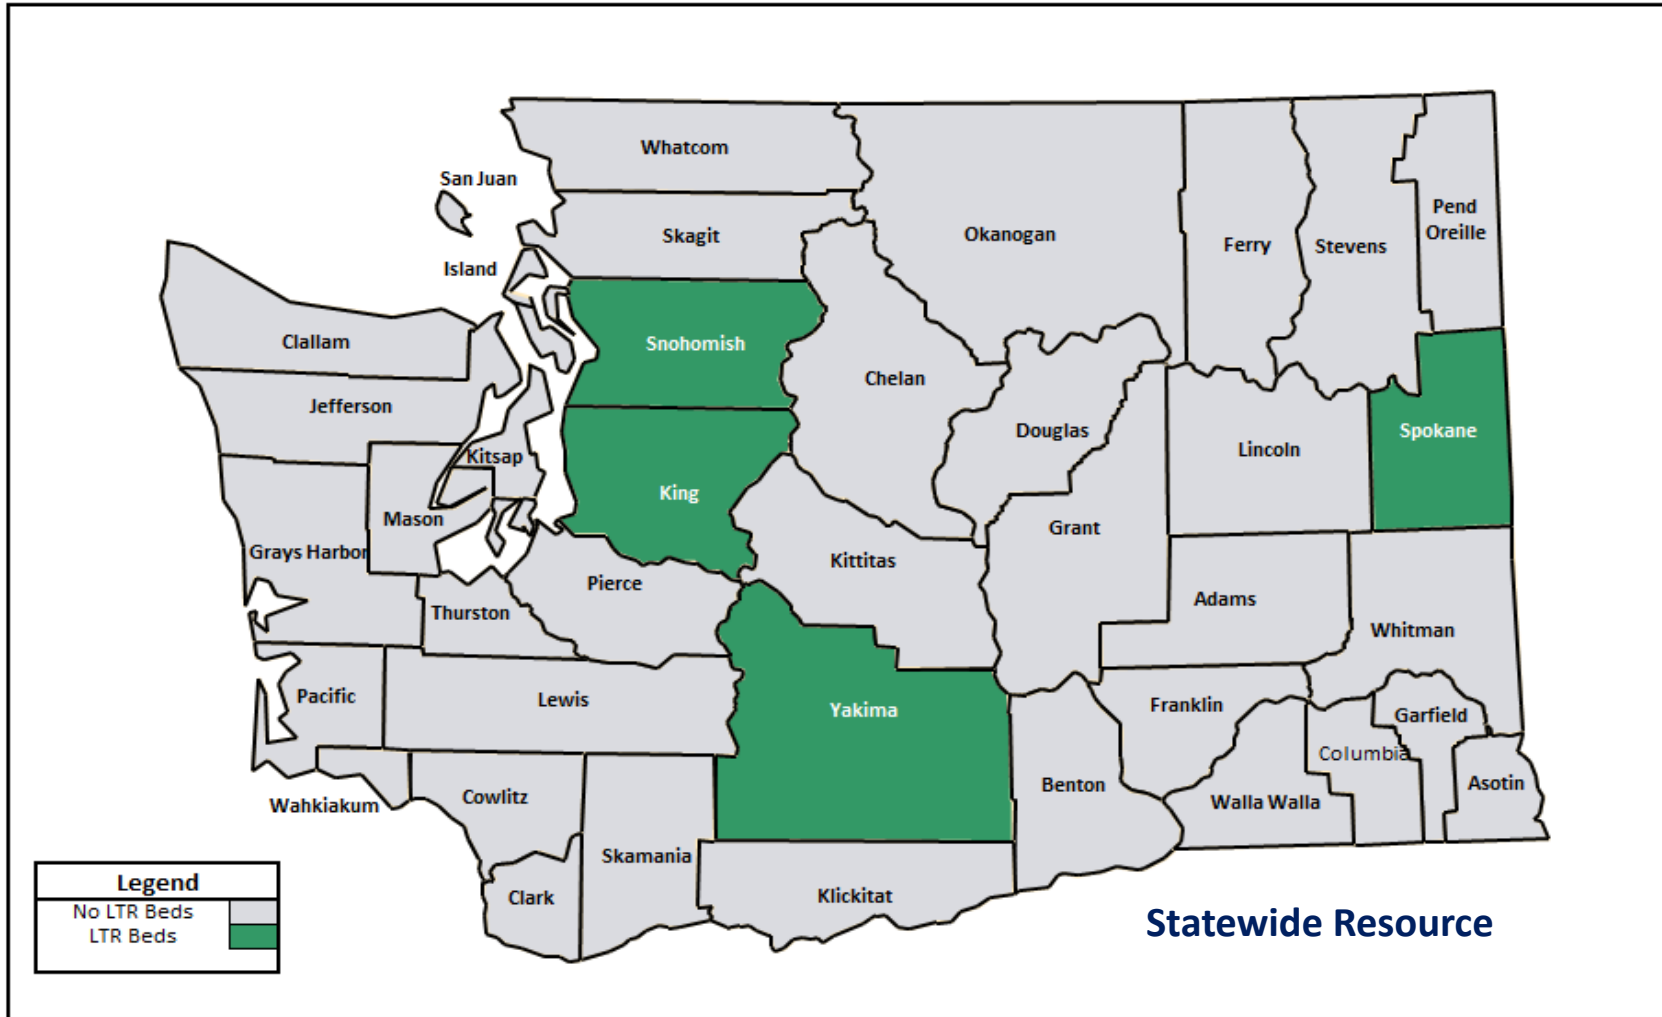 Whatcom
San Juan
Skagit
Okanogan
Pend
Oreille
Ferry
Stevens
Island
Clallam
Snohomish
Chelan
Jefferson
Douglas
Spokane
Lincoln
Kitsap
King
Mason
Grant
Grays Harbor
Kittitas
Pierce
Adams
Thurston
Whitman
Pacific
Lewis
Yakima
Franklin
Garfield
Columbia
Benton
Asotin
Wahkiakum
Cowlitz
Walla Walla
Skamania
Clark
Klickitat
Legend
No LTR Beds
LTR Beds
Statewide Resource